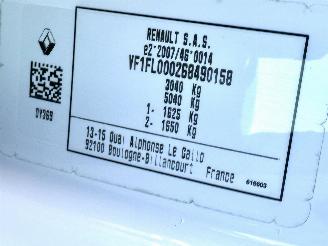 RENAULT S.A.S.
e2*2007/46*0014
VF1FL000268490158
3040 Kg
5040 Kg
1- 1625 Kg
2- 1650 Kg
DY369
13-15 Quai Alphonse Le Gallo
92100 Boulogne-Billancourt France
616003